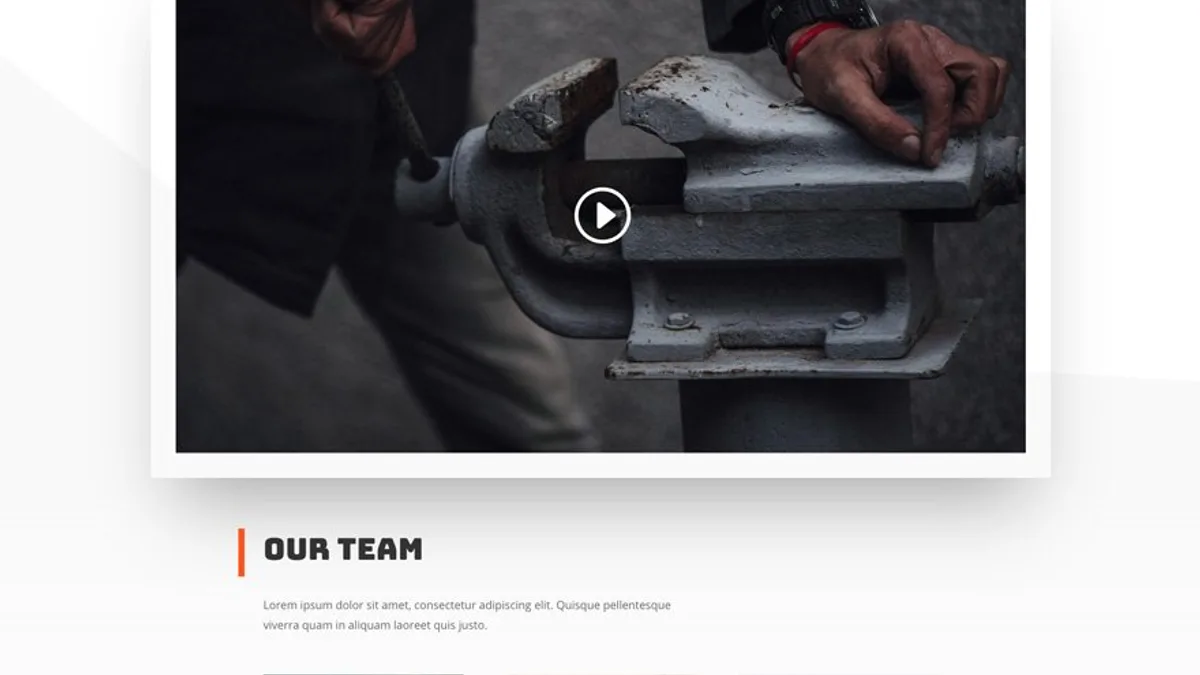 OUR TEAM
Lorem ipsum dolor sit amet, consectetur adipiscing elit. Quisque pellentesque
viverra quam in aliquam laoreet quis justo.